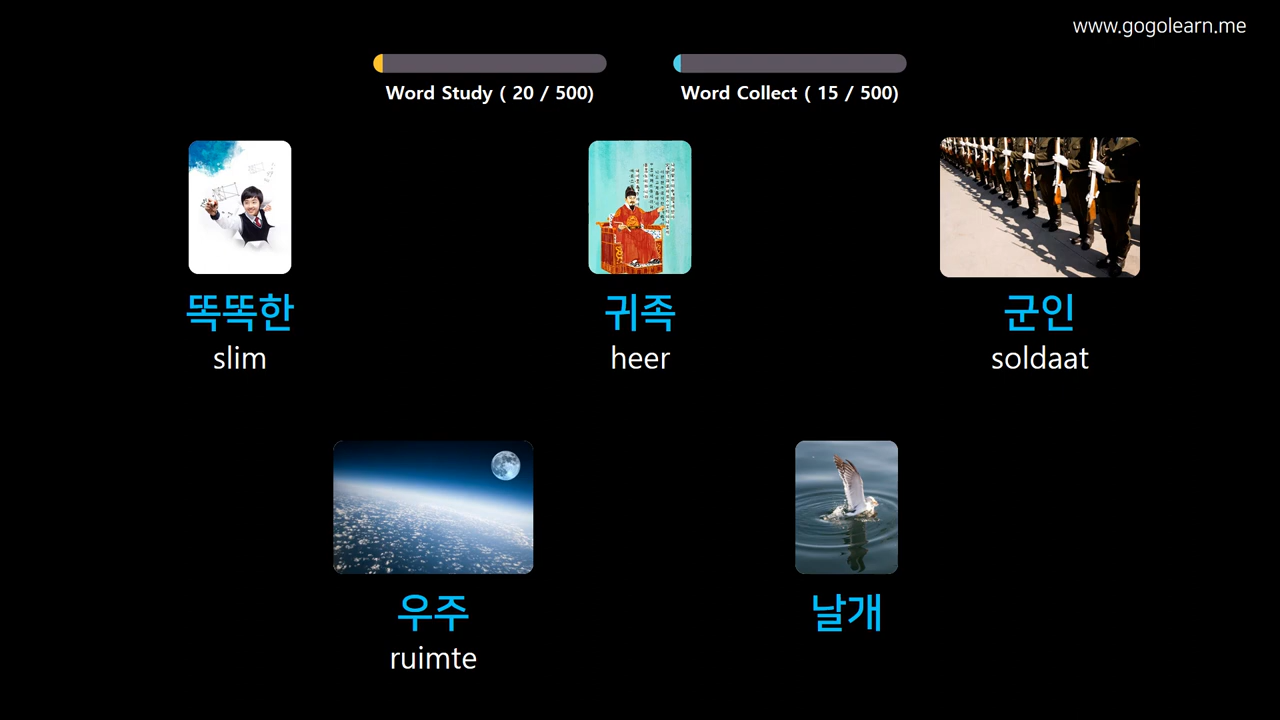 www.gogolearn.me
Word Study ( 20 / 500)
Word Collect ( 15 / 500)
똑똑한
slim
귀족
heer
군인
soldaat
우주
ruimte
날개